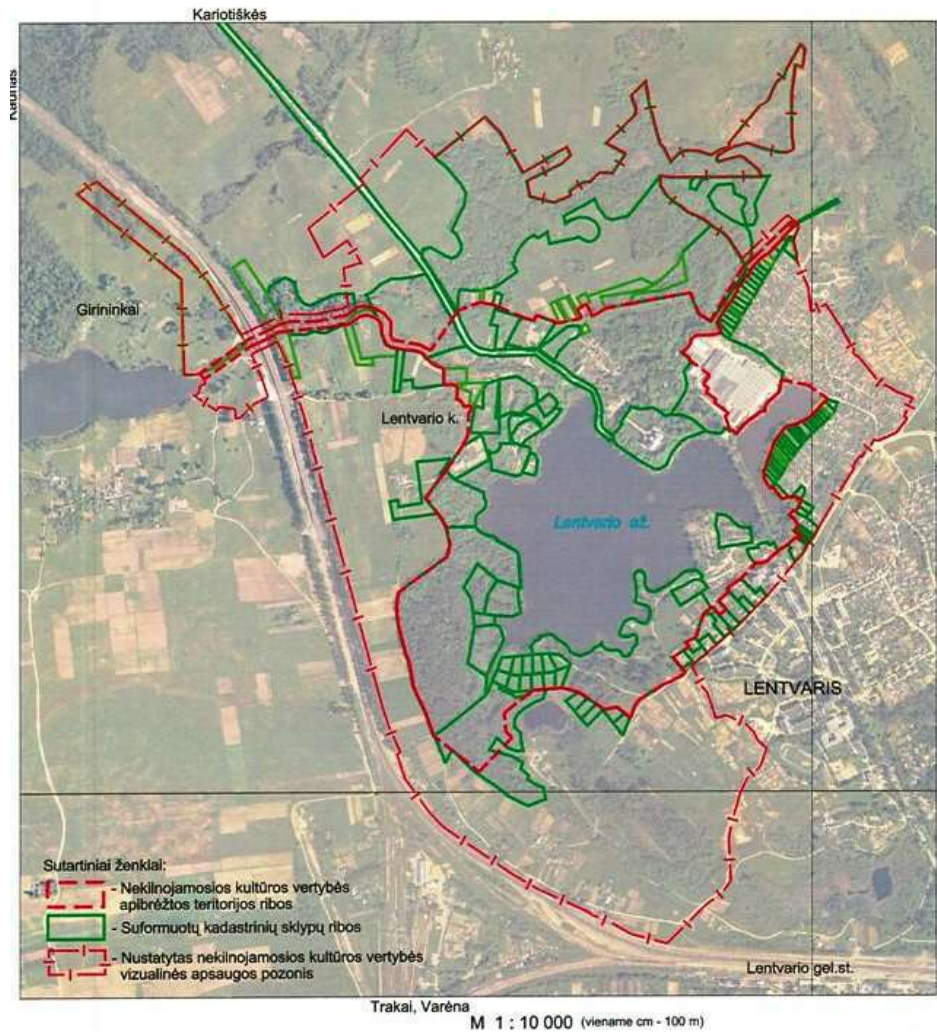 Kariotiškės
Kaunas
Girininkai
Lentvario k.
Lentvario ež.
LENTVARIS
Sutartiniai ženklai:
- Nekilnojamosios kultūros vertybės
apibrėžtos teritorijos ribos
- Suformuotų kadastrinių sklypų ribos
- Nustatytas nekilnojamosios kultūros vertybės
vizualinės apsaugos pozonis
Lentvario gel.st.
Trakai, Varėna
M 1 : 10 000 (viename cm - 100 m)